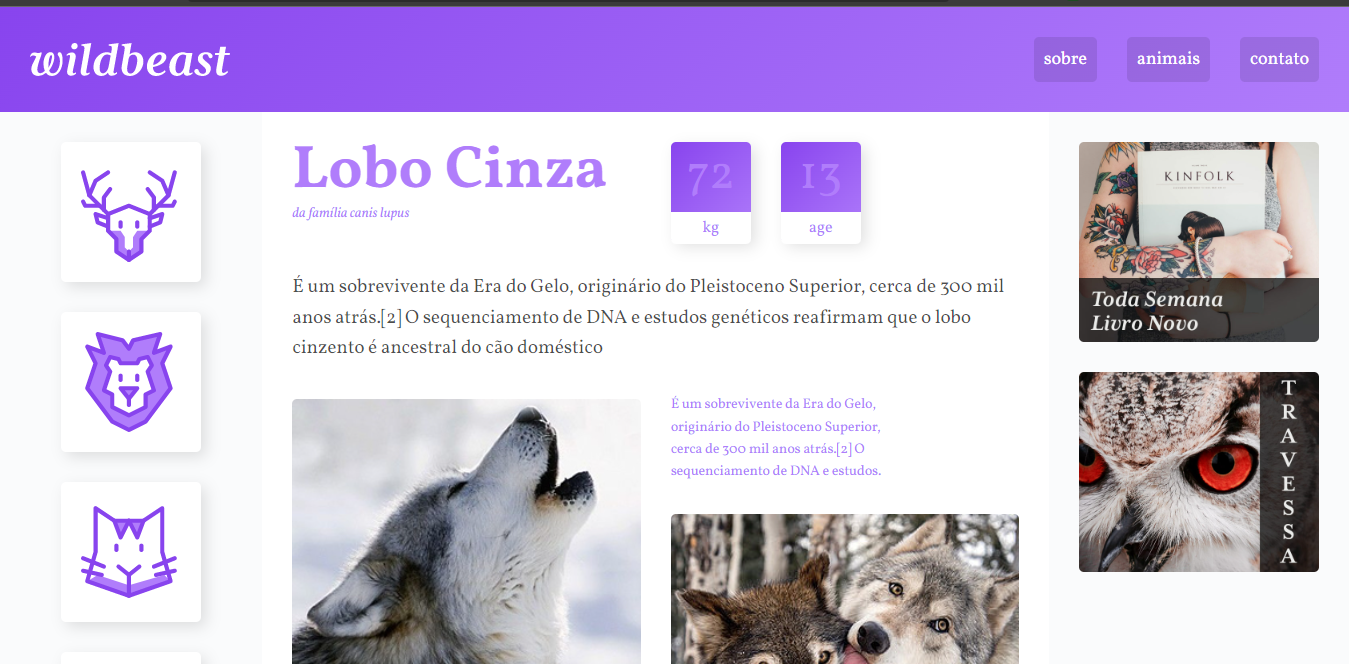 wildbeast
sobre
animais
contato
Lobo Cinza
da família canis lupus
72
kg
13
age
É um sobrevivente da Era do Gelo, originário do Pleistoceno Superior, cerca de 300 mil
anos atrás.[2] O sequenciamento de DNA e estudos genéticos reafirmam que o lobo
cinzento é ancestral do cão doméstico
É um sobrevivente da Era do Gelo,
originário do Pleistoceno Superior,
cerca de 300 mil anos atrás.[2] O
sequenciamento de DNA e estudos.
KINFOLK
Toda Semana
Livro Novo
TRAVESSA